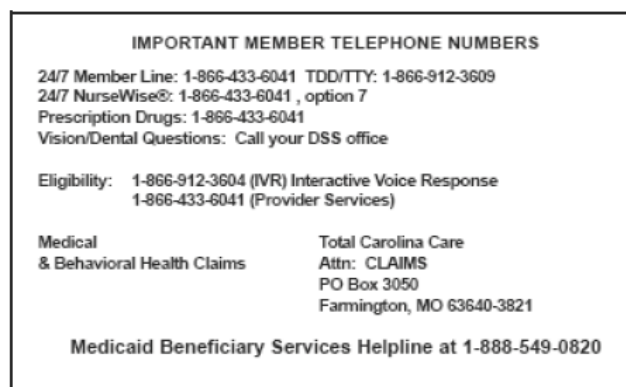 IMPORTANT MEMBER TELEPHONE NUMBERS
24/7 Member Line: 1-866-433-6041 TDD/TTY: 1-866-912-3609
24/7 NurseWise®: 1-866-433-6041 , option 7
Prescription Drugs: 1-866-433-6041
Vision/Dental Questions: Call your DSS office
Eligibility: 1-866-912-3604 (IVR) Interactive Voice Response
1-866-433-6041 (Provider Services)
Medical
& Behavioral Health Claims
Total Carolina Care
Attn: CLAIMS
PO Box 3050
Farmington, MO 63640-3821
Medicaid Beneficiary Services Helpline at 1-888-549-0820